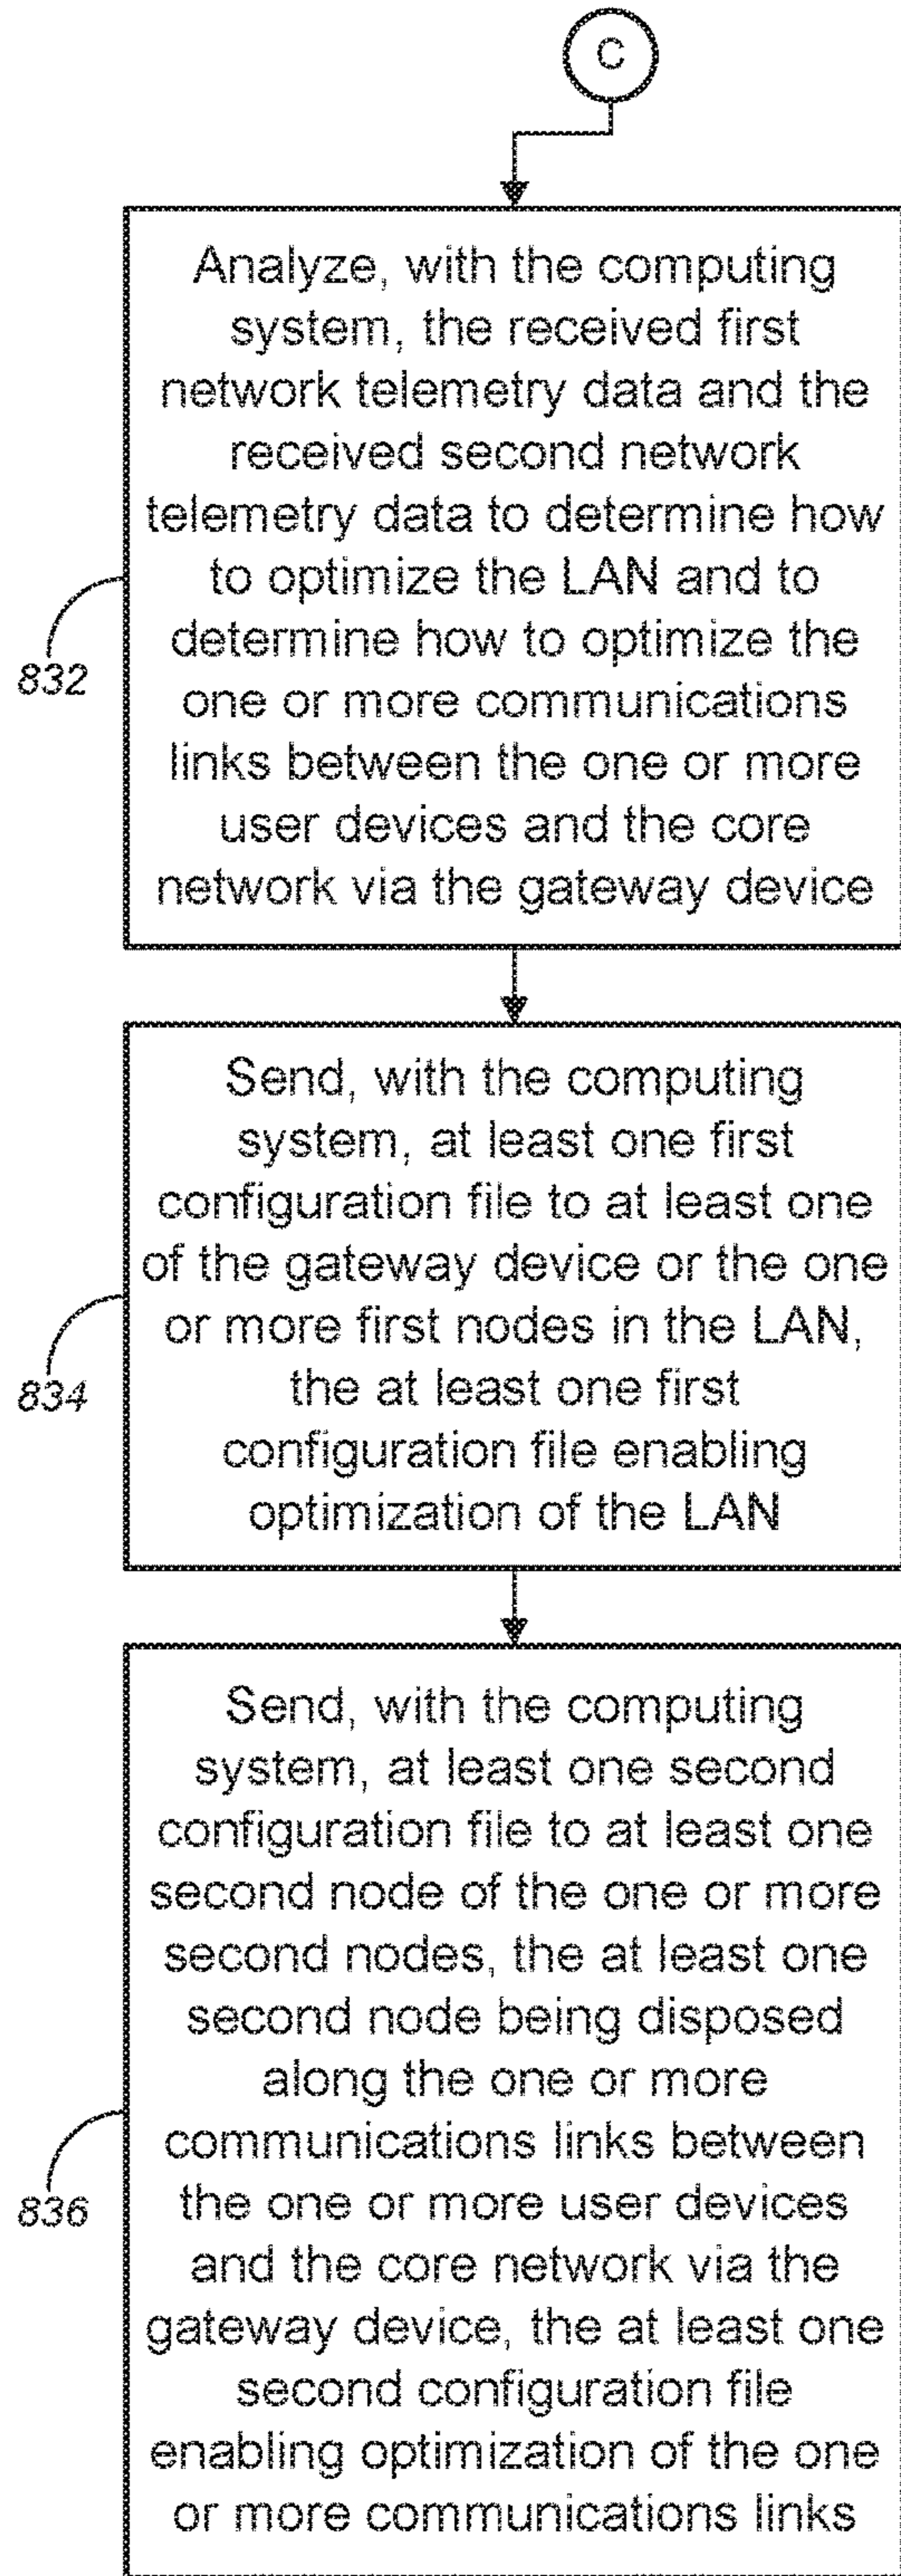 C
Analyze, with the computing
system, the received first
network telemetry data and the
received second network
telemetry data to determine how
to optimize the LAN and to
determine how to optimize the
one or more communications
links between the one or more
user devices and the core
network via the gateway device
832
Send, with the computing
system, at least one first
configuration file to at least one
of the gateway device or the one
or more first nodes in the LAN,
the at least one first
configuration file enabling
optimization of the LAN
834
Send, with the computing
system, at least one second
configuration file to at least one
second node of the one or more
second nodes, the at least one
second node being disposed
along the one or more
communications links between
the one or more user devices
and the core network via the
gateway device, the at least one
second configuration file
enabling optimization of the one
or more communications links
836